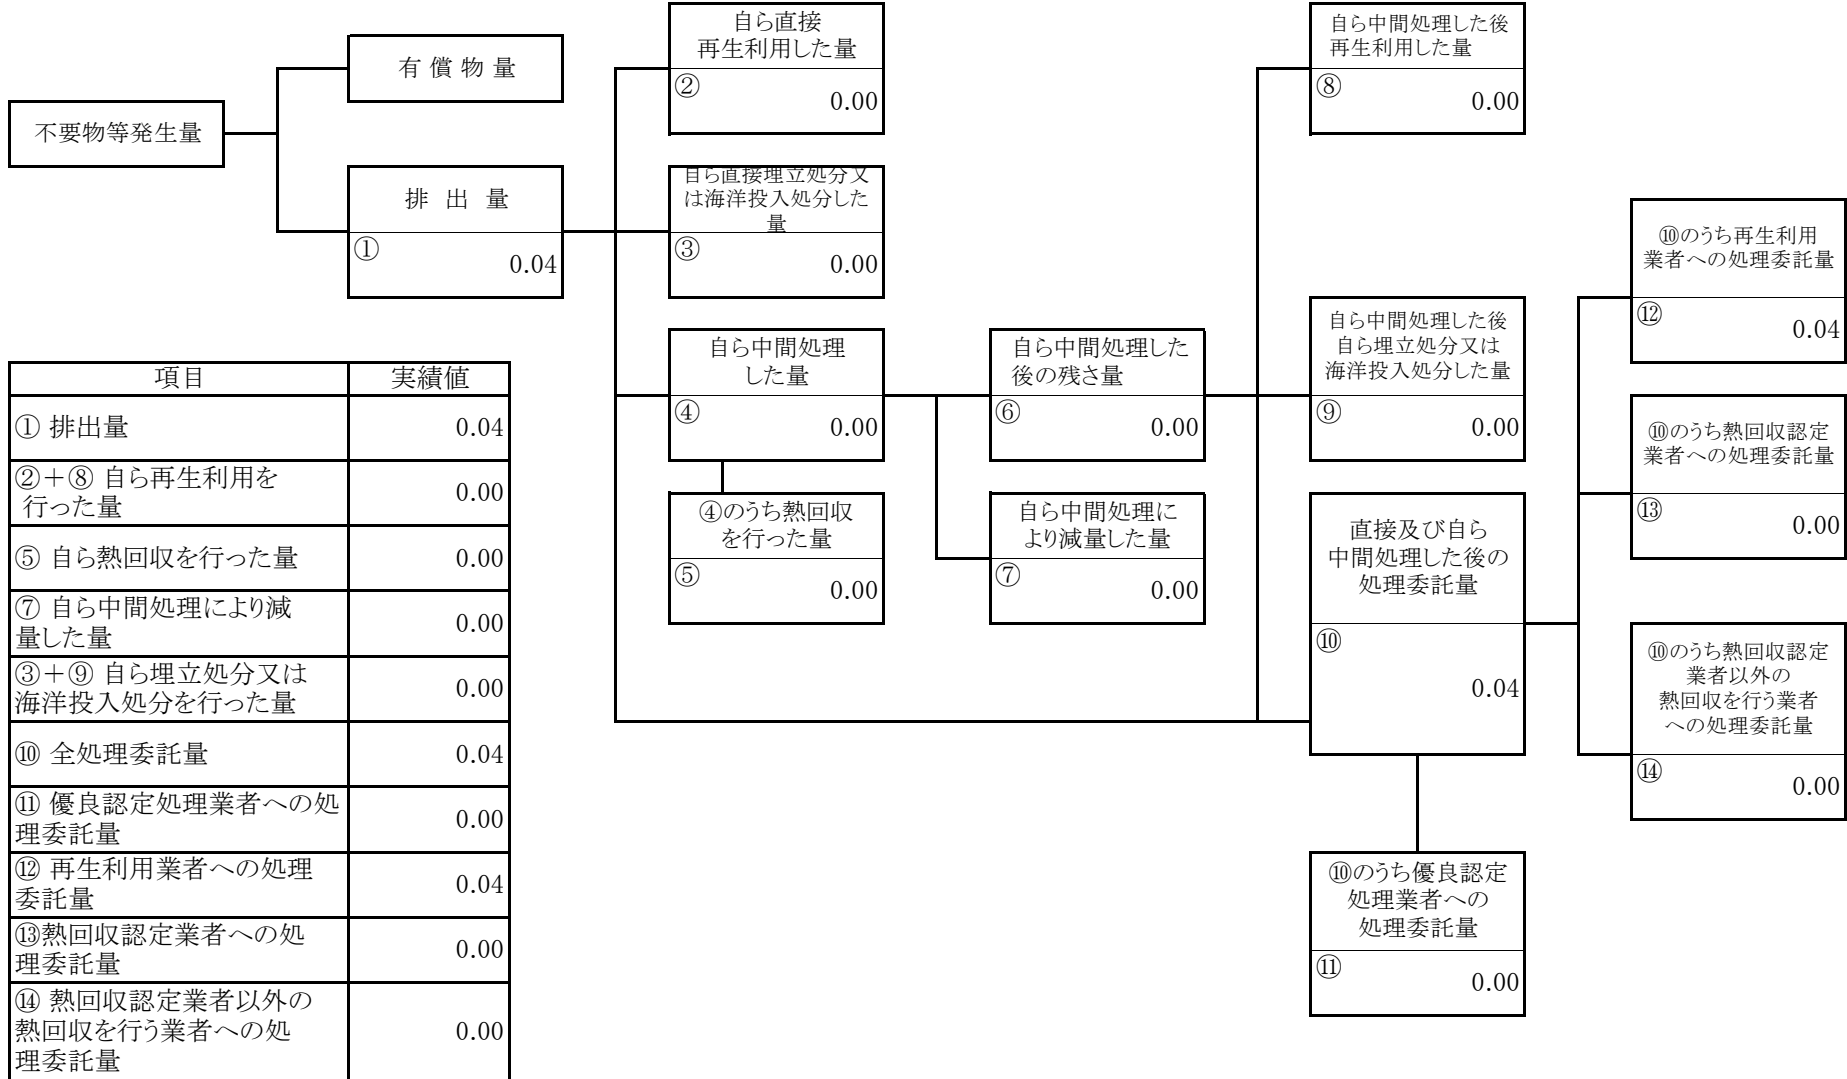 不要物等発生量
有 償 物 量
排 出 量
①
0.04
自ら直接
再生利用した量
②
0.00
自ら直接埋立処分又
は海洋投入処分した
量
③
0.00
自ら中間処理
した量
④
0.00
④のうち熱回収
を行った量
⑤
0.00
自ら中間処理した
後の残さ量
⑥
0.00
自ら中間処理に
より減量した量
⑦
0.00
自ら中間処理した後
再生利用した量
⑧
0.00
自ら中間処理した後
自ら埋立処分又は
海洋投入処分した量
⑨
0.00
直接及び自ら
中間処理した後の
処理委託量
⑩
0.04
⑩のうち優良認定
処理業者への
処理委託量
⑪
0.00
⑩のうち再生利用
業者への処理委託量
⑫
0.04
⑩のうち熱回収認定
業者への処理委託量
⑬
0.00
⑩のうち熱回収認定
業者以外の
熱回収を行う業者
への処理委託量
⑭
0.00
項目 実績値
① 排出量 0.04
②＋⑧ 自ら再生利用を
行った量 0.00
⑤ 自ら熱回収を行った量 0.00
⑦ 自ら中間処理により減
量した量 0.00
③＋⑨ 自ら埋立処分又は
海洋投入処分を行った量 0.00
⑩ 全処理委託量 0.04
⑪ 優良認定処理業者への処
理委託量 0.00
⑫ 再生利用業者への処理
委託量 0.04
⑬熱回収認定業者への処
理委託量 0.00
⑭ 熱回収認定業者以外の
熱回収を行う業者への処
理委託量 0.00